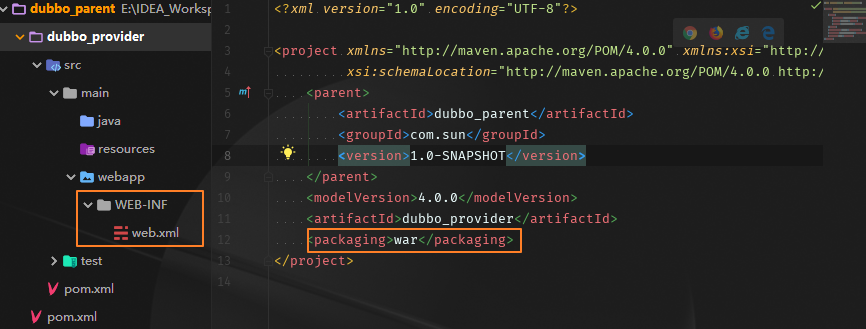 dubbo_parent E:\IDEA_Worksp
dubbo_provider
src
main
java
resources
webapp
WEB-INF
web.xml
test
pom.xml
pom.xml
1 <?xml version="1.0" encoding="UTF-8"?>
2
3 <project xmlns="http://maven.apache.org/POM/4.0.0" xmlns:xsi="http://
4 xsi:schemaLocation="http://maven.apache.org/POM/4.0.0 http:
5 <parent>
6 <artifactId>dubbo_parent</artifactId>
7 <groupId>com.sun</groupId>
8 <version>1.0-SNAPSHOT</version>
9 </parent>
10 <modelVersion>4.0.0</modelVersion>
11 <artifactId>dubbo_provider</artifactId>
12 <packaging>war</packaging>
13 </project>
14